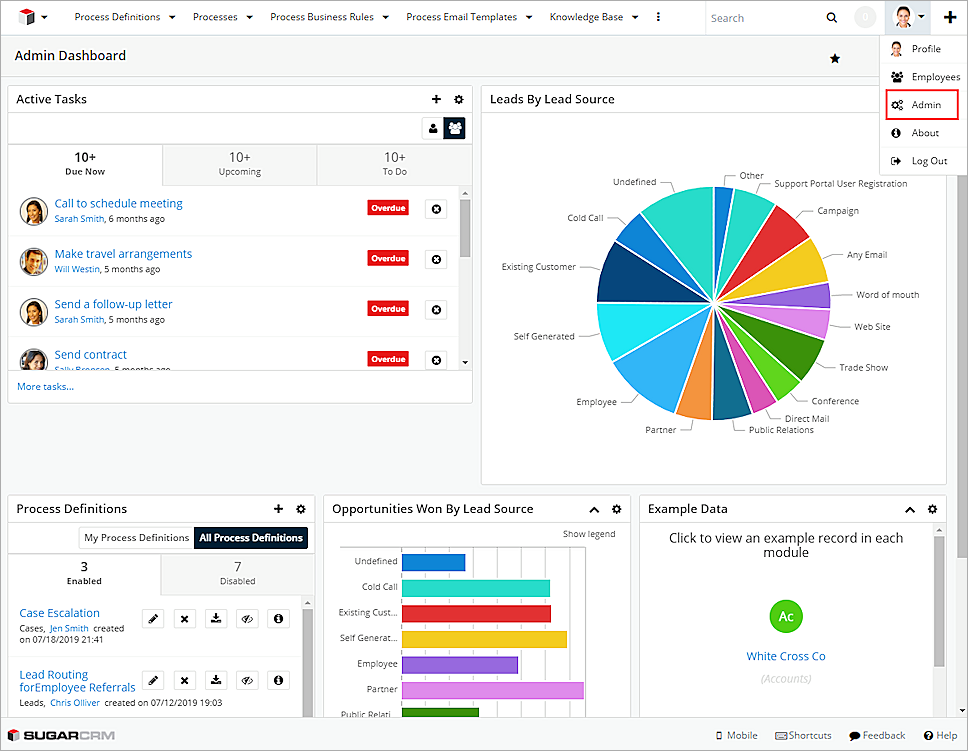 Process Definitions Processes Process Business Rules Process Email Templates Knowledge Base Search 0
Admin Dashboard
Profile
Employees
Admin
About
Log Out
Active Tasks
10+ 10+ 10+
Due Now Upcoming To Do
Call to schedule meeting
Sarah Smith, 6 months ago
Overdue
Make travel arrangements
Will Westin, 5 months ago
Overdue
Send a follow-up letter
Sarah Smith, 5 months ago
Overdue
Send contract
Sally Bronson, 5 months ago
Overdue
More tasks...
Leads By Lead Source
Undefined
Other
Support Portal User Registration
Cold Call
Campaign
Any Email
Existing Customer
Word of mouth
Web Site
Self Generated
Trade Show
Employee
Conference
Direct Mail
Partner
Public Relations
Process Definitions
My Process Definitions All Process Definitions
3 7
Enabled Disabled
Case Escalation
Cases, Jen Smith created
on 07/18/2019 21:41
Lead Routing
forEmployee Referrals
Leads, Chris Olliver created on 07/12/2019 19:03
Opportunities Won By Lead Source
Show legend
Undefined
Cold Call
Existing Cust...
Self Generat...
Employee
Partner
Public Relati...
Example Data
Click to view an example record in each
module
Ac
White Cross Co
(Accounts)
SUGARCRM Mobile Shortcuts Feedback Help